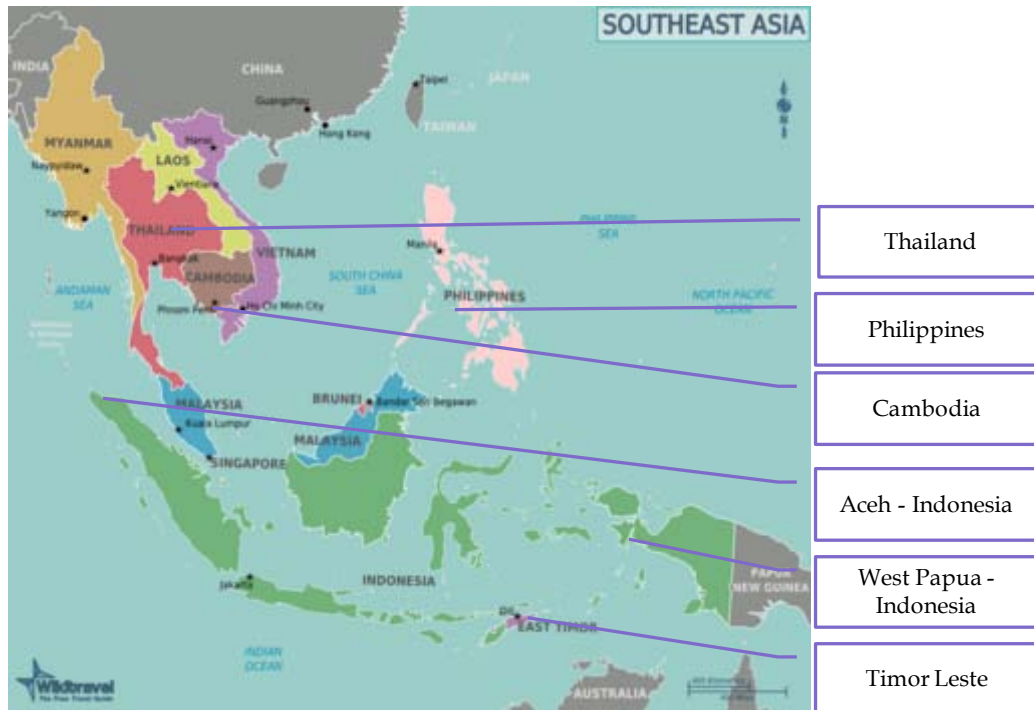 SOUTHEAST ASIA
INDIA
CHINA
JAPAN
Taipei
Guangzhou
Hong Kong
TAIWAN
MYANMAR
Hanoi
LAOS
Naypyidaw
Vientiane
Yangon
THAILAND
PHILIPPINE
SEA
VIETNAM
Manila
Bangkok
CAMBODIA
SOUTH CHINA
SEA
ANDAMAN
SEA
PHILIPPINES
NORTH PACIFIC
OCEAN
Phnom Penh
Ho Chi Minh City
BRUNEI
Bandar Seri Begawan
MALAYSIA
Kuala Lumpur
MALAYSIA
SINGAPORE
INDONESIA
Jakarta
PAPUA
NEW GUINEA
Dili
EAST TIMOR
INDIAN
OCEAN
AUSTRALIA
Wikitravel
The Free Travel Guide
N
Thailand
Philippines
Cambodia
Aceh - Indonesia
West Papua -
Indonesia
Timor Leste